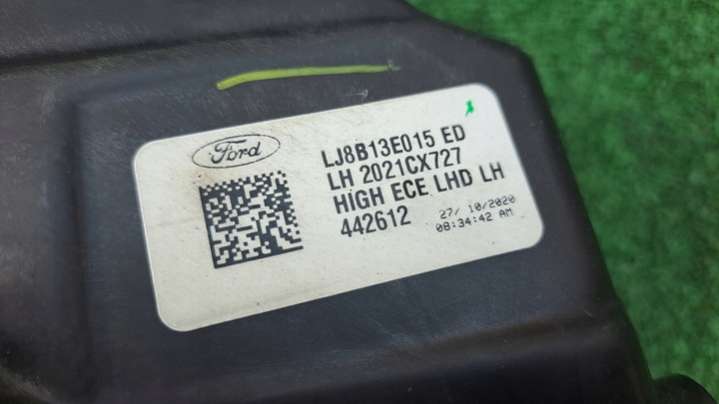 Ford
LJ8B13E015 ED
LH 2021CX727
HIGH ECE LHD LH
442612
27/ 10/2020
08:34:42 AM